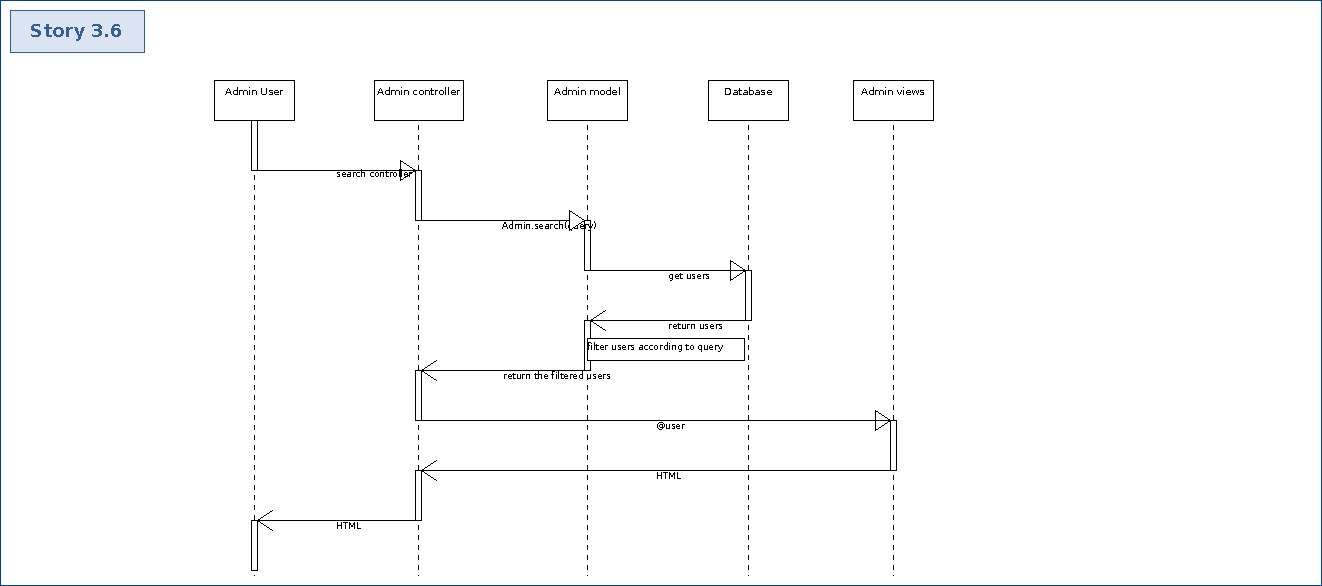 Story 3.6
Admin User
Admin controller
Admin model
Database
Admin views
search controller
Admin.search(query)
get users
return users
filter users according to query
return the filtered users
@user
HTML
HTML